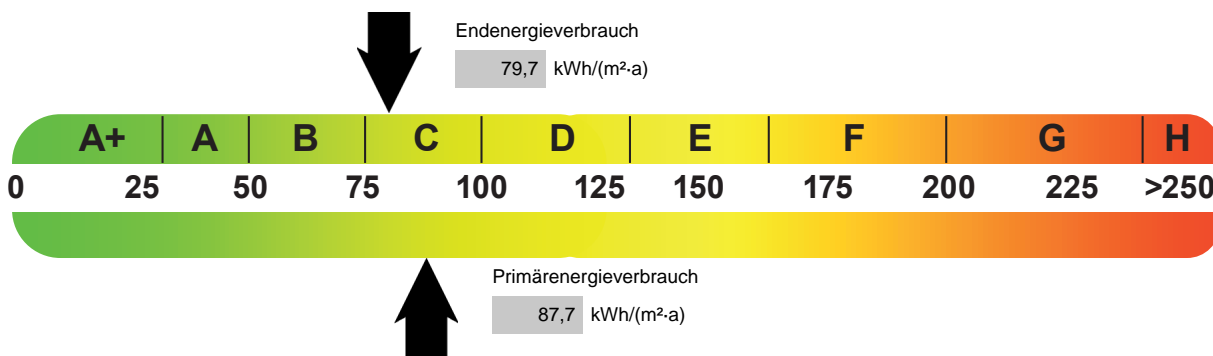 Endenergieverbrauch
79,7 kWh/(m²·a)
A+ A B C D E F G H
0 25 50 75 100 125 150 175 200 225 >250
Primärenergieverbrauch
87,7 kWh/(m²·a)